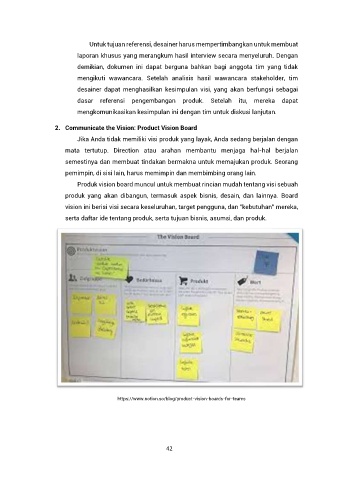 Untuk tujuan referensi, desainer harus mempertimbangkan untuk membuat
laporan khusus yang merangkum hasil interview secara menyeluruh. Dengan
demikian, dokumen ini dapat berguna bahkan bagi anggota tim yang tidak
mengikuti wawancara. Setelah analisis hasil wawancara stakeholder, tim
desainer dapat menghasilkan kesimpulan visi, yang akan berfungsi sebagai
dasar referensi pengembangan produk. Setelah itu, mereka dapat
mengkomunikasikan kesimpulan ini dengan tim untuk diskusi lanjutan.
2. Communicate the Vision: Product Vision Board
Jika Anda tidak memiliki visi produk yang layak, Anda sedang berjalan dengan
mata tertutup. Direction atau arahan membantu menjaga hal-hal berjalan
semestinya dan membuat tindakan bermakna untuk memajukan produk. Seorang
pemimpin, di sisi lain, harus memimpin dan membimbing orang lain.
Produk vision board muncul untuk membuat rincian mudah tentang visi sebuah
produk yang akan dibangun, termasuk aspek bisnis, desain, dan lainnya. Board
vision ini berisi visi secara keseluruhan, target pengguna, dan "kebutuhan" mereka,
serta daftar ide tentang produk, serta tujuan bisnis, asumsi, dan produk.
The Vision Board
Produktvision
Zielgruppe
Bedürfnisse
Produkt
Wert
https://www.notion.so/blog/product-vision-boards-for-teams
42